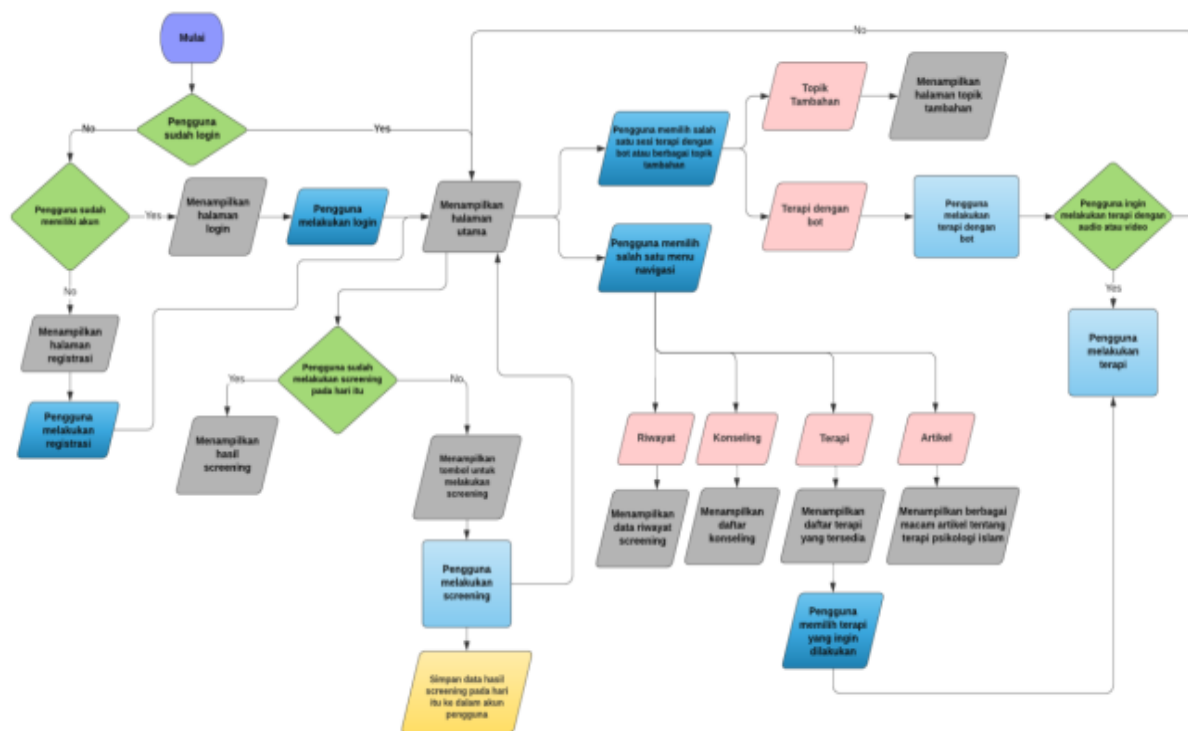 Mulai
No
Pengguna
sudah login
Yes
No
Topik
Tambahan
Menampilkan
halaman topik
tambahan
Pengguna memilih salah
satu sesi terapi dengan
bot atau berbagai topik
tambahan
Pengguna sudah
memiliki akun
Yes
Menampilkan
halaman
login
Pengguna
melakukan login
Menampilkan
halaman
utama
Terapi dengan
bot
Pengguna
melakukan
terapi dengan
bot
Pengguna ingin
melakukan terapi dengan
audio atau video
Pengguna memilih
salah satu menu
navigasi
No
Yes
Menampilkan
halaman
registrasi
Pengguna
melakukan
registrasi
Pengguna sudah
melakukan screening
pada hari itu
Yes
No
Pengguna
melakukan
terapi
Menampilkan
hasil
screening
Menampilkan
tombol untuk
melakukan
screening
Riwayat
Konseling
Terapi
Artikel
Menampilkan
data riwayat
screening
Menampilkan
daftar
konseling
Menampilkan
daftar terapi
yang tersedia
Menampilkan berbagai
macam artikel tentang
terapi psikologi islam
Pengguna
melakukan
screening
Pengguna
memilih terapi
yang ingin
dilakukan
Simpan data hasil
screening pada hari
itu ke dalam akun
pengguna